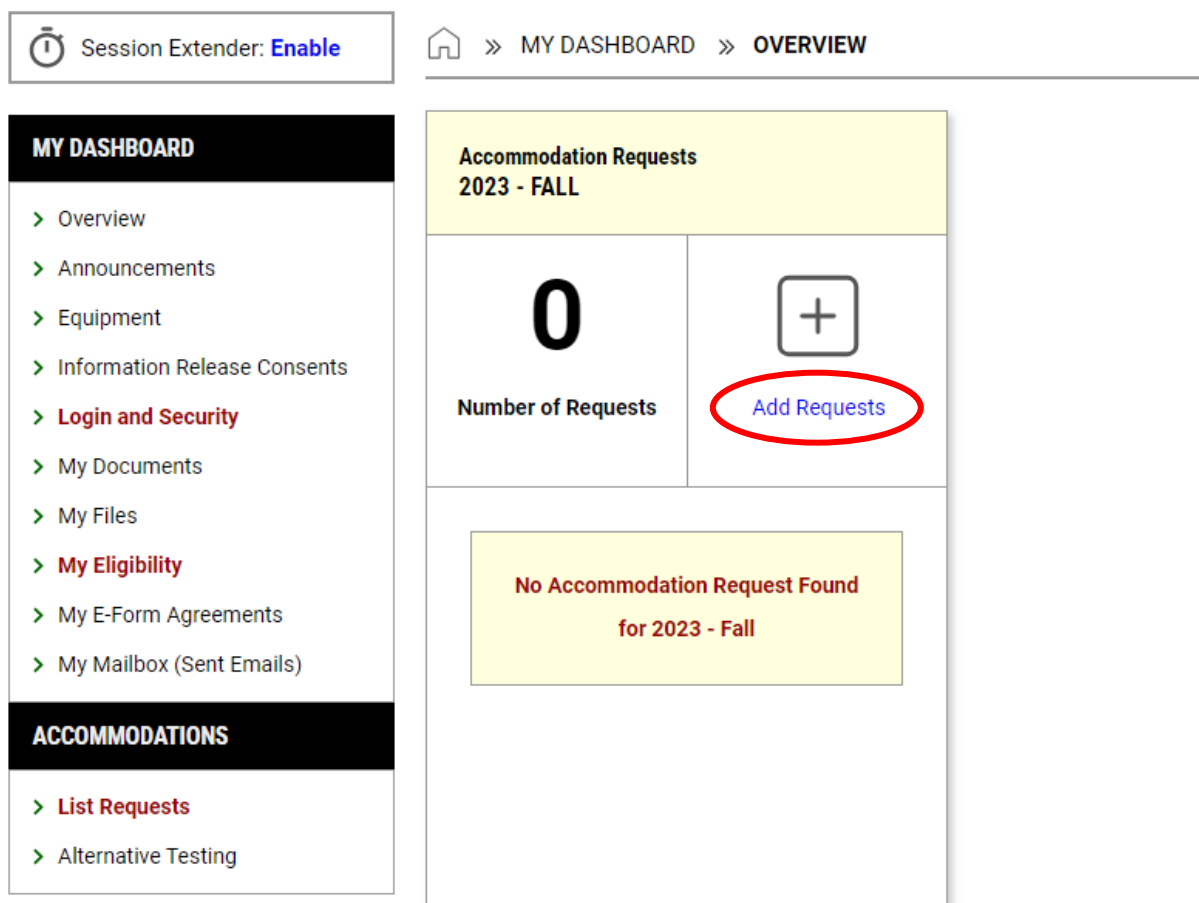 Session Extender: Enable
» MY DASHBOARD » OVERVIEW
MY DASHBOARD
> Overview
> Announcements
> Equipment
> Information Release Consents
> Login and Security
> My Documents
> My Files
> My Eligibility
> My E-Form Agreements
> My Mailbox (Sent Emails)
ACCOMMODATIONS
> List Requests
> Alternative Testing
Accommodation Requests
2023 - FALL
0
Number of Requests
Add Requests
No Accommodation Request Found
for 2023 - Fall